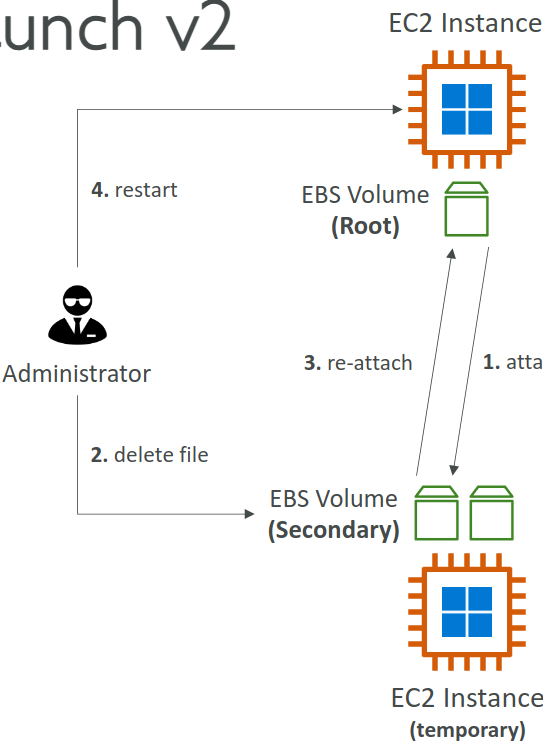 unch v2
EC2 Instance
4. restart
EBS Volume
(Root)
Administrator
3. re-attach
1. atta
2. delete file
EBS Volume
(Secondary)
EC2 Instance
(temporary)